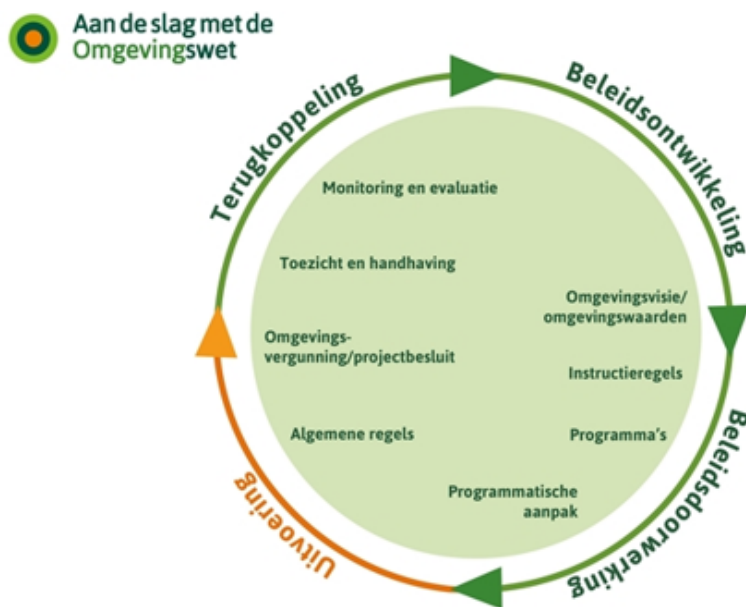 Aan de slag met de
Omgevingswet
Terugkoppeling
Beleidsontwikkeling
Monitoring en evaluatie
Toezicht en handhaving
Omgevingsvisie/
omgevingswaarden
Omgevings-
vergunning/projectbesluit
Instructieregels
Algemene regels
Programma's
Programmatische
aanpak
Uitvoering
Beleidsdoorwerking